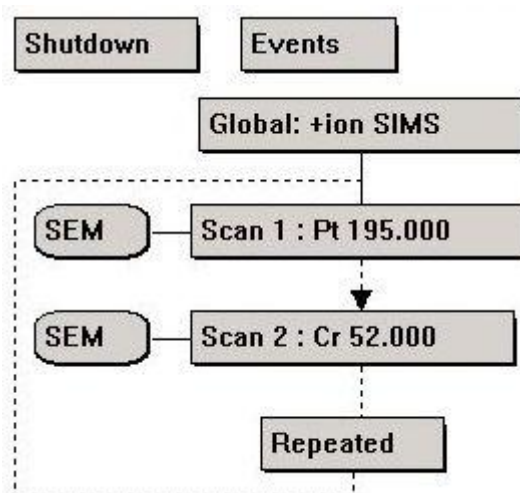 Shutdown
Events
Global: +ion SIMS
SEM
Scan 1 : Pt 195.000
SEM
Scan 2 : Cr 52.000
Repeated